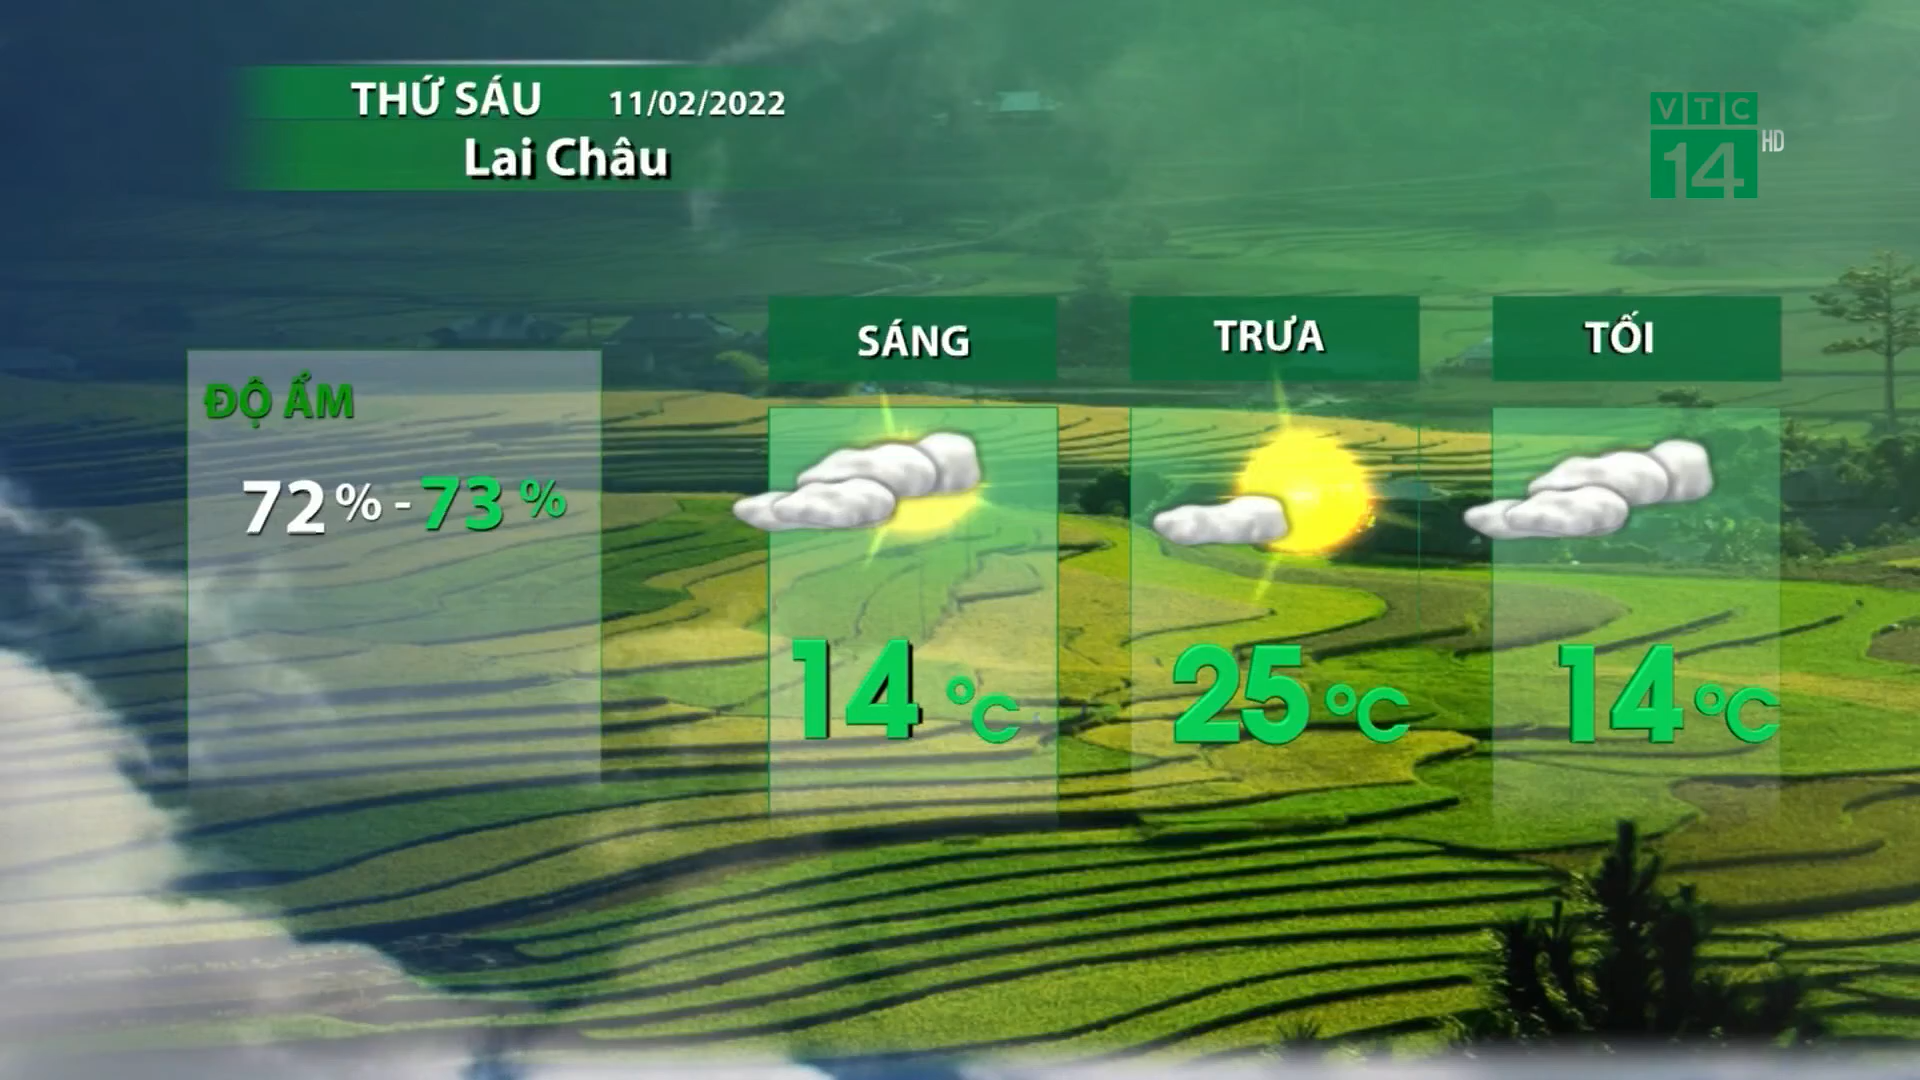 THỨ SÁU 11/02/2022
Lai Châu
VTC
14 HD
ĐỘ ẨM
72% - 73%
SÁNG
TRƯA
TỐI
14 °C
25 °C
14 °C